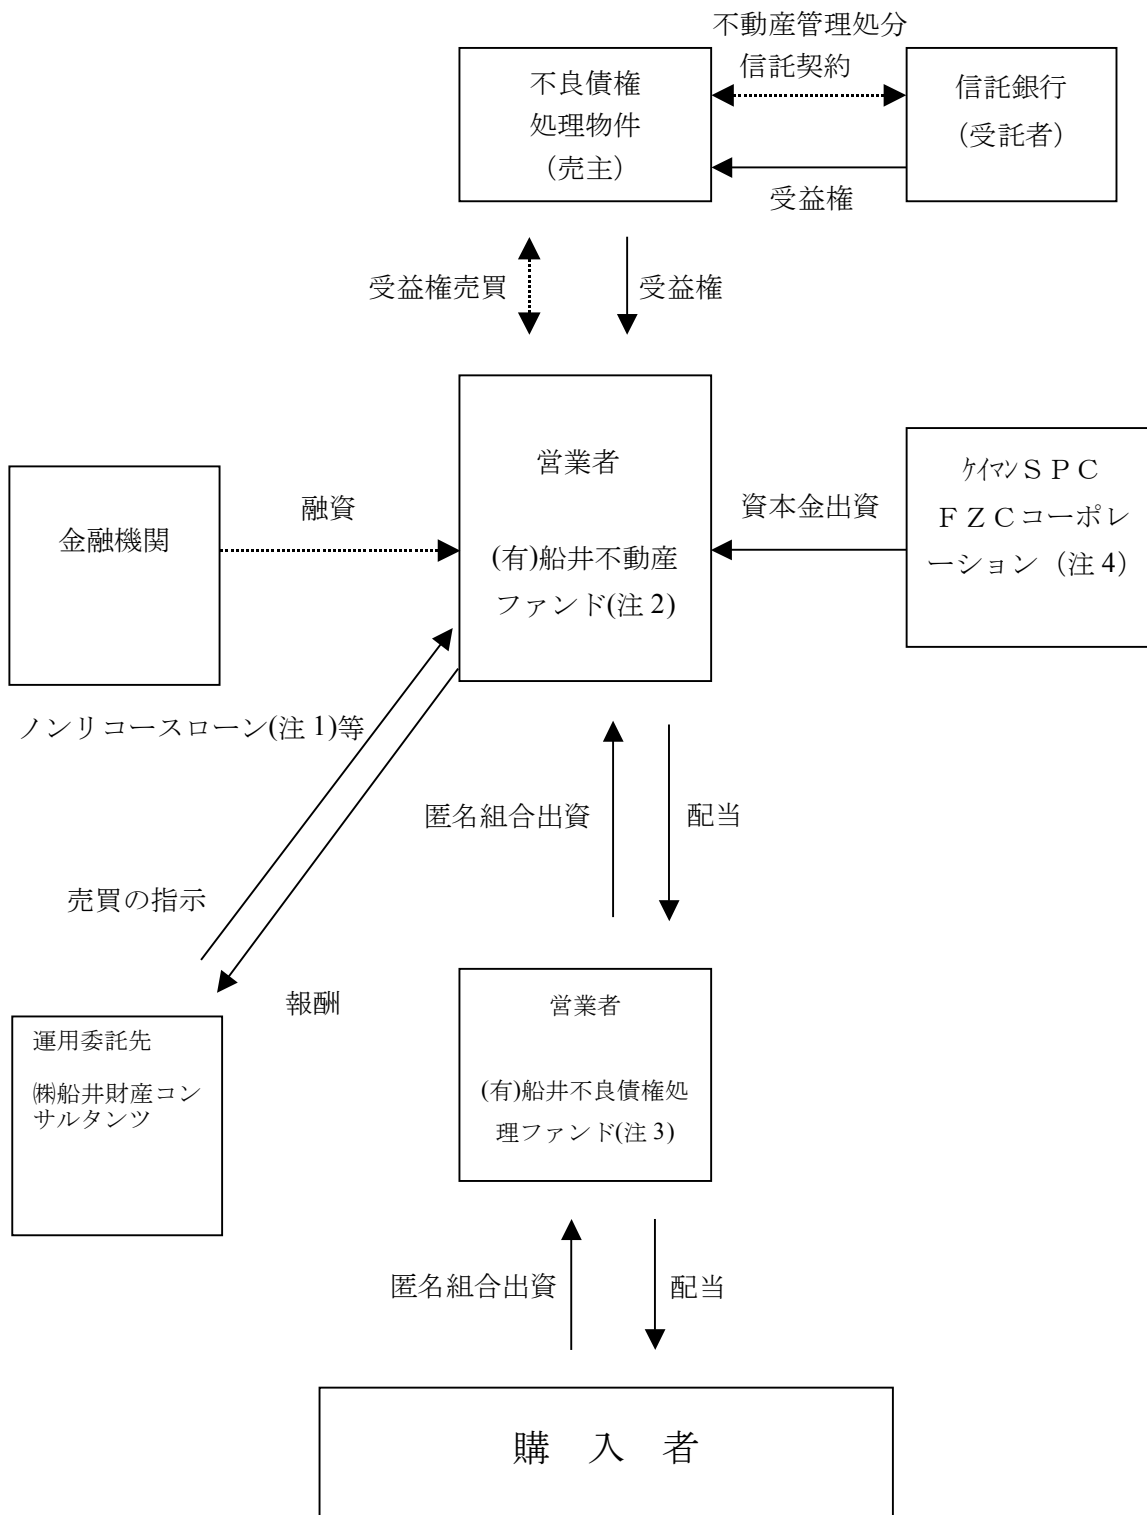 不動産管理処分
信託契約
不良債権
処理物件
（売主）
信託銀行
（受託者）
受益権
受益権売買
受益権
営業者
(有)船井不動産
ファンド(注 2)
金融機関
融資
資本金出資
ｹｲﾏﾝＳＰＣ
ＦＺＣコーポレ
ーション（注 4）
ノンリコースローン(注 1)等
匿名組合出資
配当
売買の指示
報酬
運用委託先
㈱船井財産コン
サルタンツ
営業者
(有)船井不良債権処
理ファンド(注 3)
匿名組合出資
配当
購　入　者